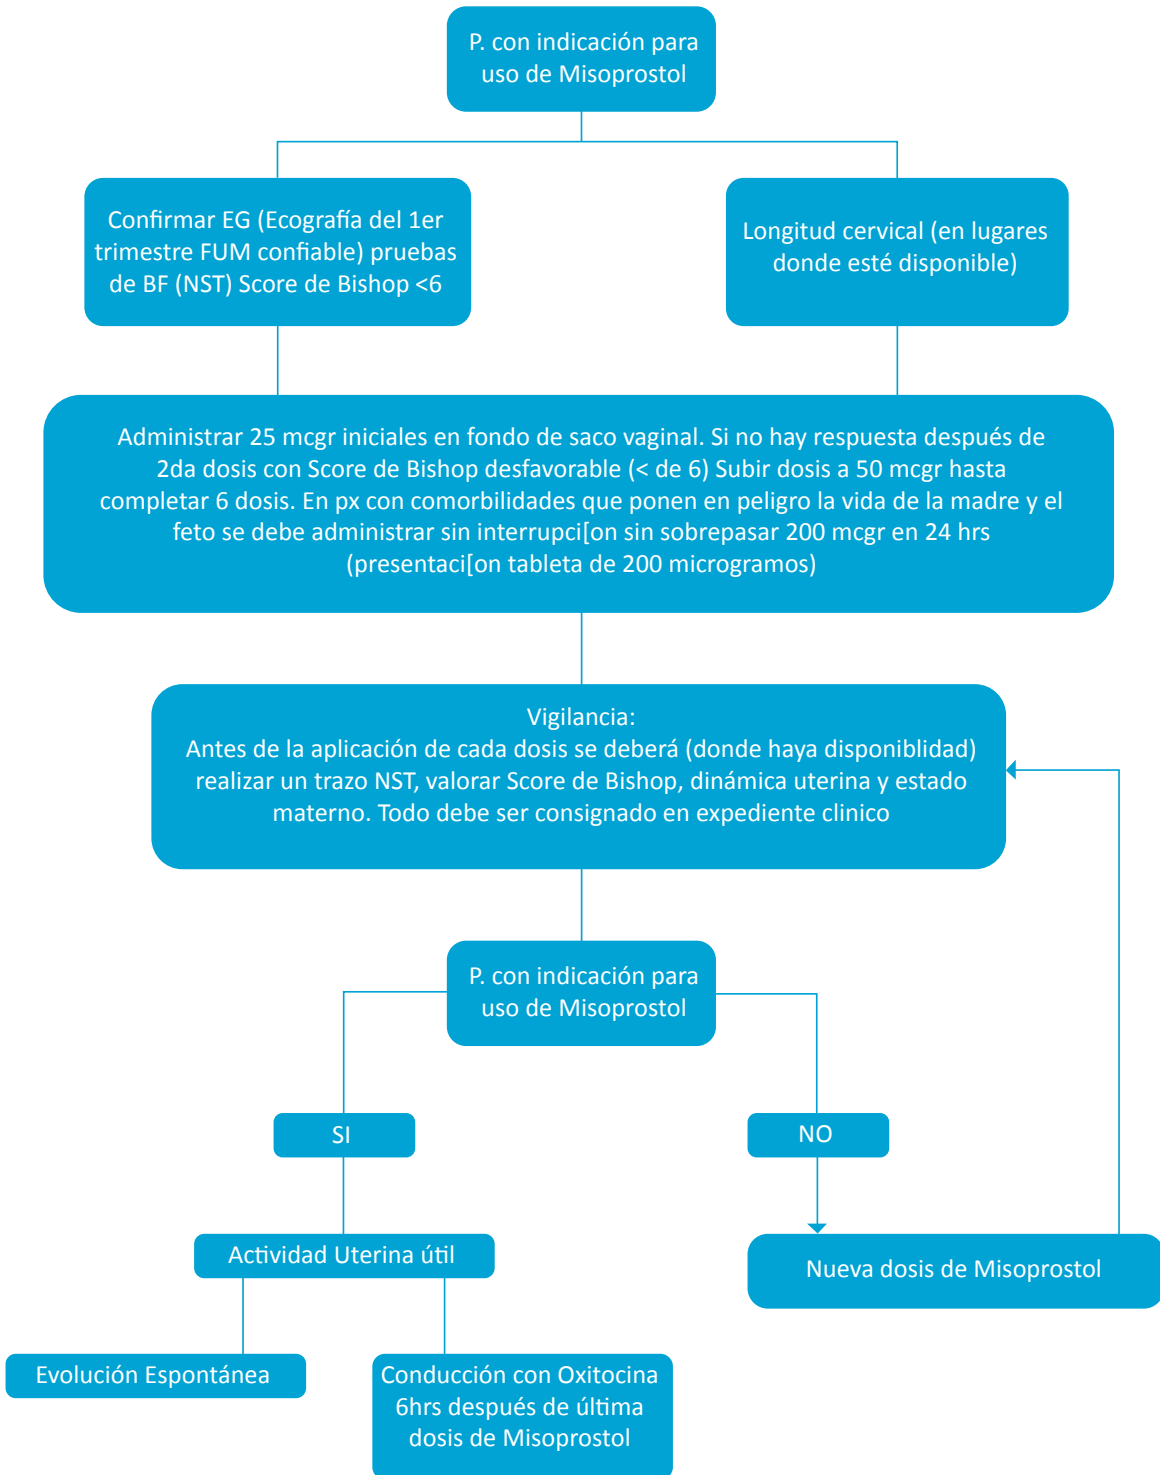 P. con indicación para
uso de Misoprostol
Confirmar EG (Ecografía del 1er
trimestre FUM confiable) pruebas
de BF (NST) Score de Bishop <6
Longitud cervical (en lugares
donde esté disponible)
Administrar 25 mcgr iniciales en fondo de saco vaginal. Si no hay respuesta después de
2da dosis con Score de Bishop desfavorable (< de 6) Subir dosis a 50 mcgr hasta
completar 6 dosis. En px con comorbilidades que ponen en peligro la vida de la madre y el
feto se debe administrar sin interrupci[on sin sobrepasar 200 mcgr en 24 hrs
(presentaci[on tableta de 200 microgramos)
Vigilancia:
Antes de la aplicación de cada dosis se deberá (donde haya disponiblidad)
realizar un trazo NST, valorar Score de Bishop, dinámica uterina y estado
materno. Todo debe ser consignado en expediente clinico
P. con indicación para
uso de Misoprostol
SI
NO
Actividad Uterina útil
Nueva dosis de Misoprostol
Evolución Espontánea
Conducción con Oxitocina
6hrs después de última
dosis de Misoprostol